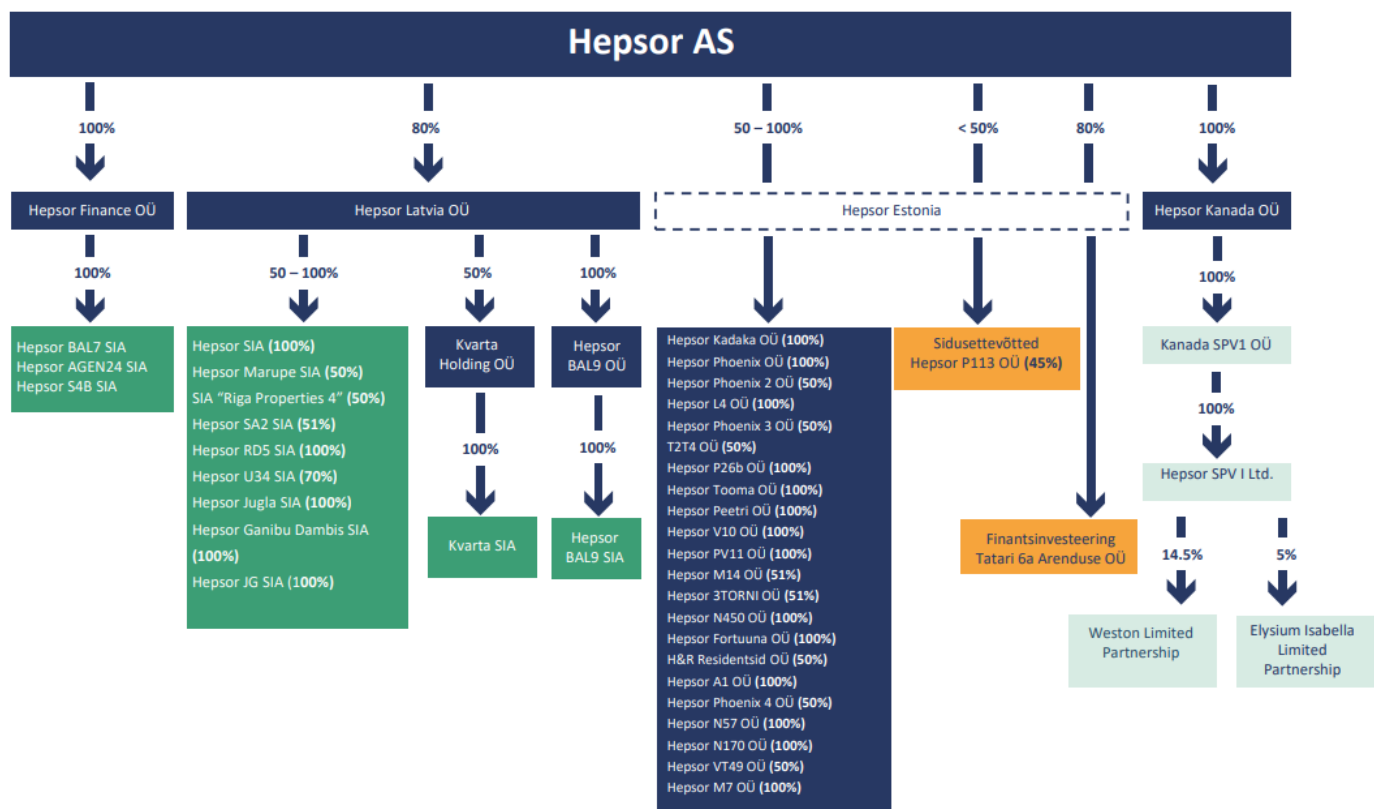 Hepsor AS
100%
80%
50 – 100%
< 50%
80%
100%
Hepsor Finance OÜ
Hepsor Latvia OÜ
Hepsor Estonia
Hepsor Kanada OÜ
100%
50 – 100%
50%
100%
100%
Hepsor BAL7 SIA
Hepsor AGEN24 SIA
Hepsor S4B SIA
Hepsor SIA (100%)
Hepsor Marupe SIA (50%)
SIA “Riga Properties 4” (50%)
Hepsor SA2 SIA (51%)
Hepsor RD5 SIA (100%)
Hepsor U34 SIA (70%)
Hepsor Jugla SIA (100%)
Hepsor Ganibu Dambis SIA
(100%)
Hepsor JG SIA (100%)
Kvarta
Holding OÜ
100%
Kvarta SIA
Hepsor
BAL9 OÜ
100%
Hepsor
BAL9 SIA
Hepsor Kadaka OÜ (100%)
Hepsor Phoenix OÜ (100%)
Hepsor Phoenix 2 OÜ (50%)
Hepsor L4 OÜ (100%)
Hepsor Phoenix 3 OÜ (50%)
T2T4 OÜ (50%)
Hepsor P26b OÜ (100%)
Hepsor Tooma OÜ (100%)
Hepsor Peetri OÜ (100%)
Hepsor V10 OÜ (100%)
Hepsor PV11 OÜ (100%)
Hepsor M14 OÜ (51%)
Hepsor 3TORNI OÜ (51%)
Hepsor N450 OÜ (100%)
Hepsor Fortuuna OÜ (100%)
H&R Residentsid OÜ (50%)
Hepsor A1 OÜ (100%)
Hepsor Phoenix 4 OÜ (50%)
Hepsor N57 OÜ (100%)
Hepsor N170 OÜ (100%)
Hepsor VT49 OÜ (50%)
Hepsor M7 OÜ (100%)
Sidusettevõtted
Hepsor P113 OÜ (45%)
Finantsinvesteering
Tatari 6a Arenduse OÜ
Kanada SPV1 OÜ
100%
Hepsor SPV I Ltd.
14.5%
5%
Weston Limited
Partnership
Elysium Isabella
Limited
Partnership